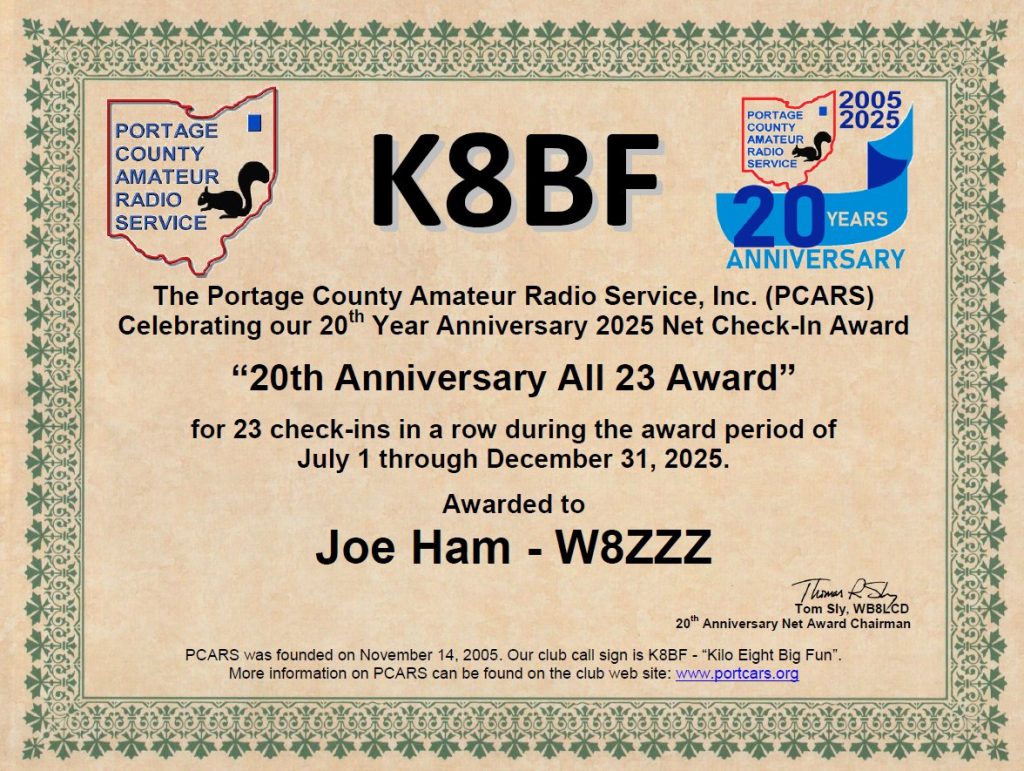 PORTAGE
COUNTY
AMATEUR
RADIO
SERVICE
K8BF
PORTAGE
COUNTY
AMATEUR
RADIO
SERVICE
2005
2025
20 YEARS
ANNIVERSARY
The Portage County Amateur Radio Service, Inc. (PCARS)
Celebrating our 20th Year Anniversary 2025 Net Check-In Award
“20th Anniversary All 23 Award”
for 23 check-ins in a row during the award period of
July 1 through December 31, 2025.
Awarded to
Joe Ham - W8ZZZ
Thomas R Sly
Tom Sly, WB8LCD
20th Anniversary Net Award Chairman
PCARS was founded on November 14, 2005. Our club call sign is K8BF - “Kilo Eight Big Fun”.
More information on PCARS can be found on the club web site: www.portcars.org